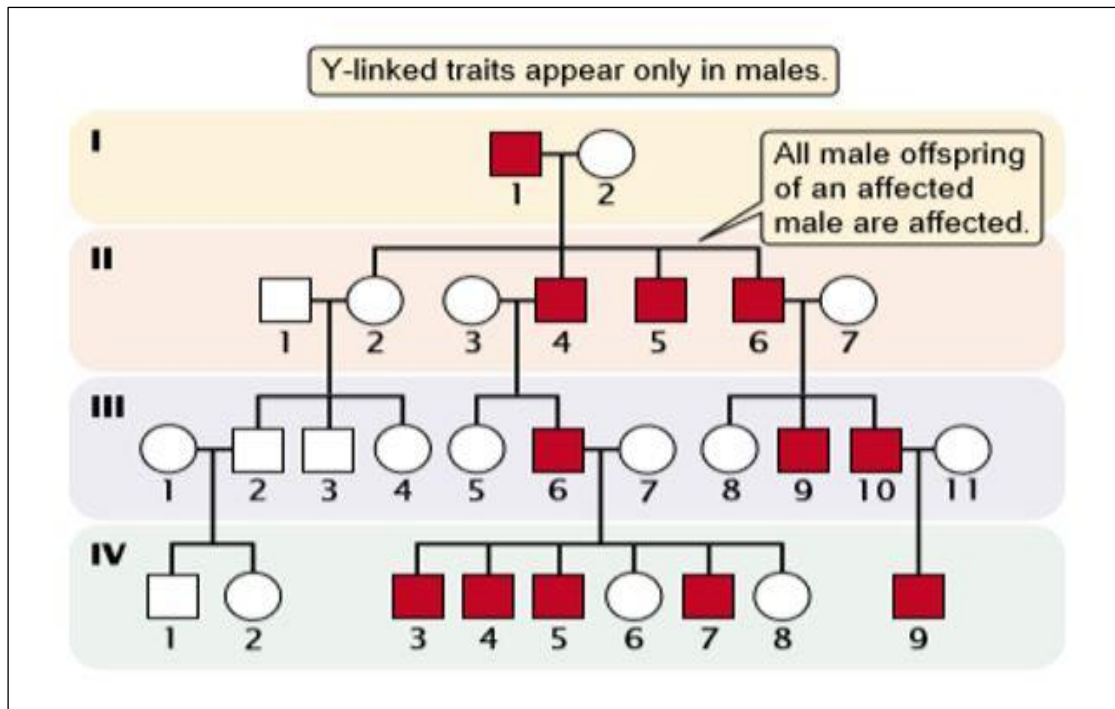 Y-linked traits appear only in males.
I
1 2
All male offspring
of an affected
male are affected.
II
1 2 3 4 5 6 7
III
1 2 3 4 5 6 7 8 9 10 11
IV
1 2 3 4 5 6 7 8 9